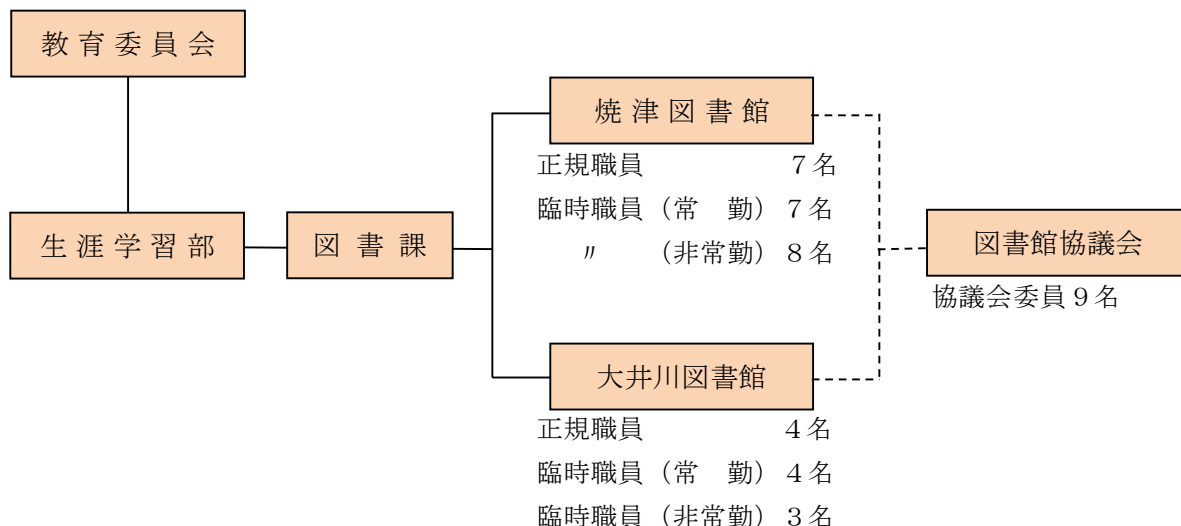 教育委員会
生涯学習部
図書課
焼津図書館
正規職員 7名
臨時職員（常　勤）7名
〃 （非常勤）8名
大井川図書館
正規職員 4名
臨時職員（常　勤）4名
臨時職員（非常勤）3名
図書館協議会
協議会委員9名